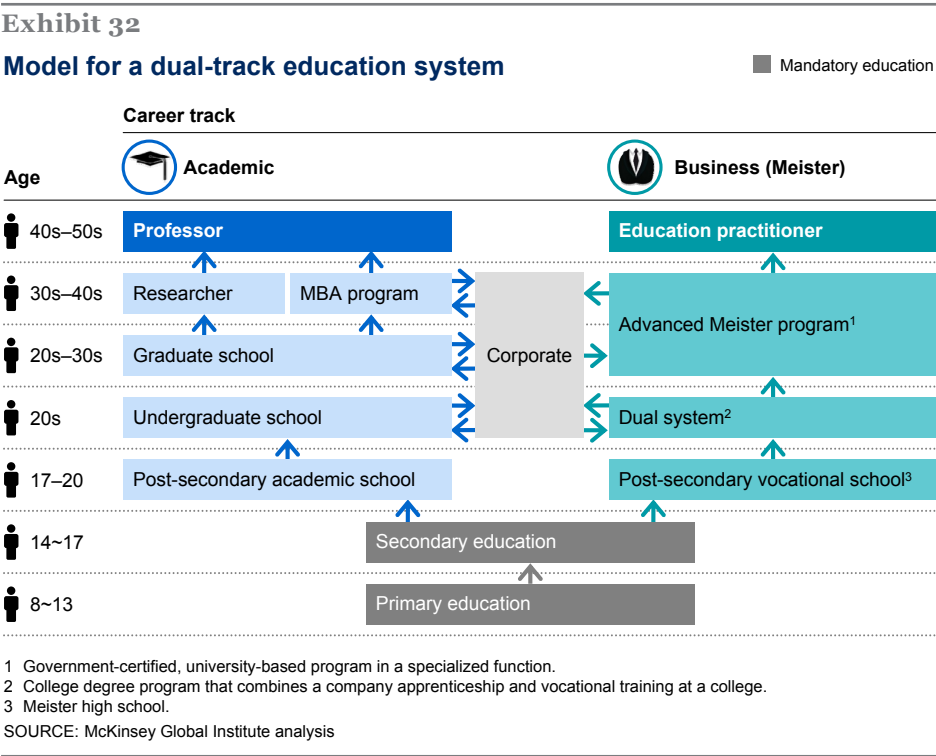 Exhibit 32
Model for a dual-track education system
Mandatory education
Career track
Age
Academic
Business (Meister)
40s–50s
Professor
Education practitioner
30s–40s
Researcher
MBA program
Advanced Meister program1
20s–30s
Graduate school
Corporate
20s
Undergraduate school
Dual system2
17–20
Post-secondary academic school
Post-secondary vocational school3
14~17
Secondary education
8~13
Primary education
1 Government-certified, university-based program in a specialized function.
2 College degree program that combines a company apprenticeship and vocational training at a college.
3 Meister high school.
SOURCE: McKinsey Global Institute analysis